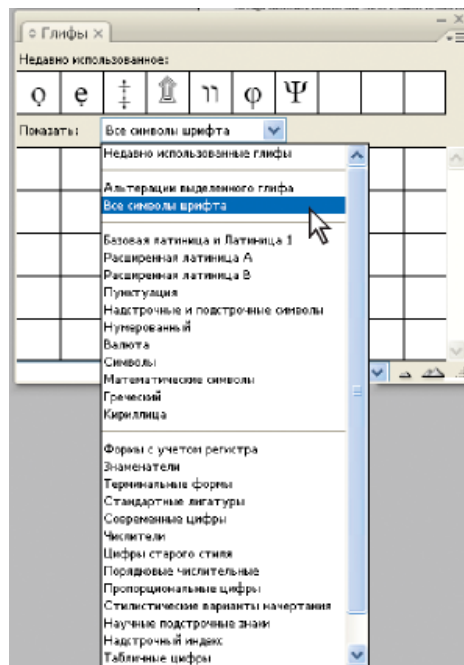 Глифы ×
Недавно использованное:
ọ ẹ ‡ װ φ Ψ
Показать: Все символы шрифта
Недавно использованные глифы
Альтерации выделенного глифа
Все символы шрифта
Базовая латиница и Латиница 1
Расширенная латиница A
Расширенная латиница B
Пунктуация
Надстрочные и подстрочные символы
Нумерованный
Валюта
Символы
Математические символы
Греческий
Кириллица
Формы с учетом регистра
Знаменатели
Терминальные формы
Стандартные лигатуры
Современные цифры
Числители
Цифры старого стиля
Порядковые числительные
Пропорциональные цифры
Стилистические варианты начертания
Научные подстрочные знаки
Надстрочный индекс
Табличные цифры